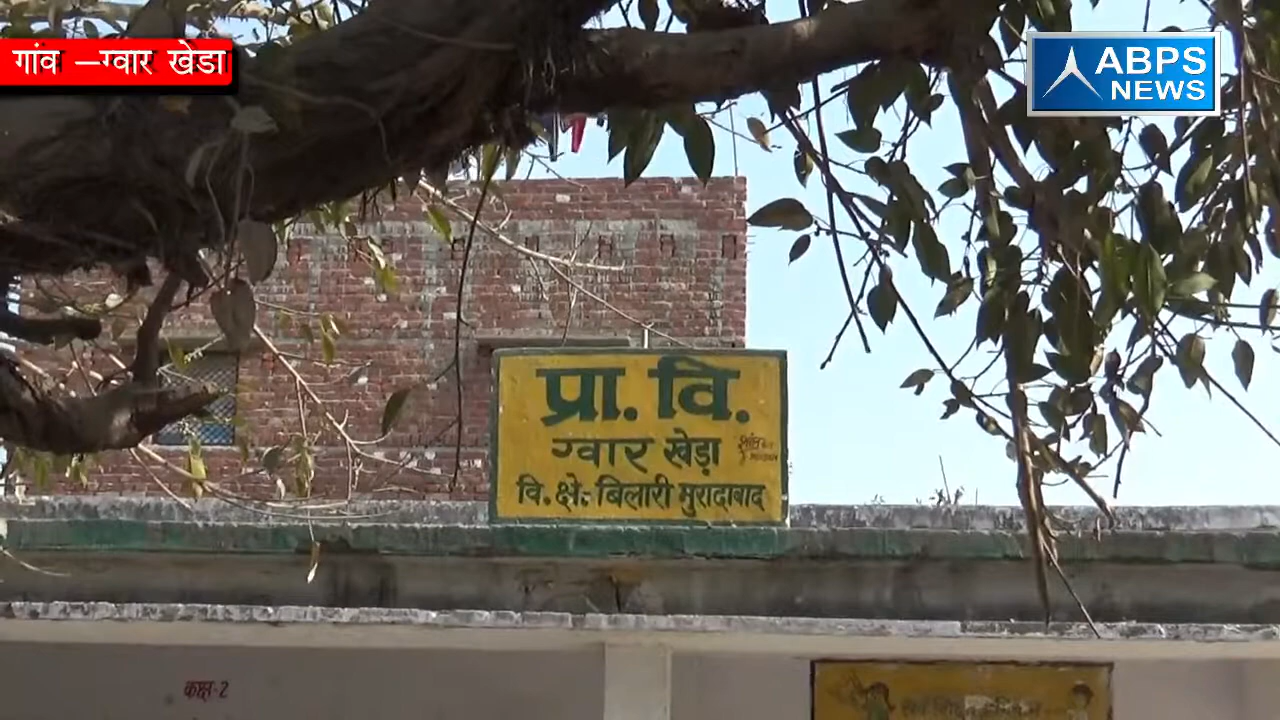 गांव –ग्वार खेडा
ABPS
NEWS
प्रा. वि.
ग्वार खेड़ा
वि. क्षे. बिलारी मुरादाबाद
कक्ष-2